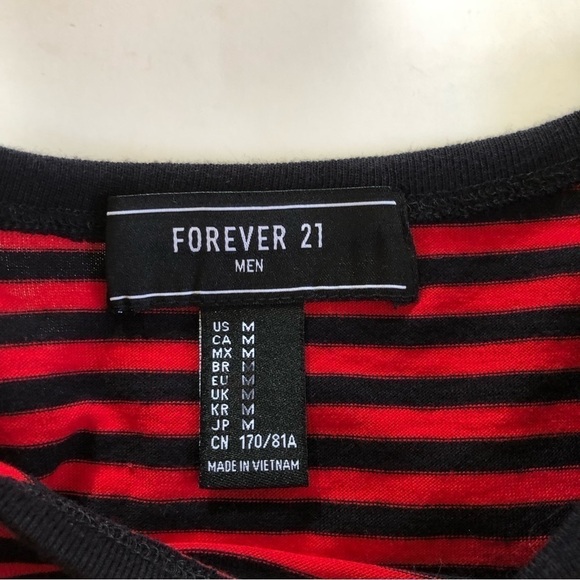 FOREVER 21
MEN
US M
CA M
MX M
BR M
EU M
UK M
KR M
JP M
CN 170/81A
MADE IN VIETNAM